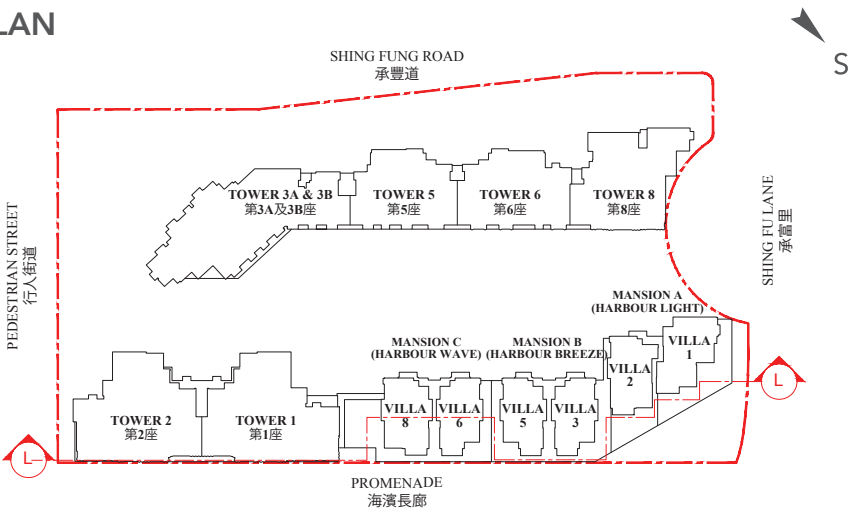 LAN
S
SHING FUNG ROAD
承豐道
PEDESTRIAN STREET
行人街道
TOWER 3A & 3B
第3A及3B座
TOWER 5
第5座
TOWER 6
第6座
TOWER 8
第8座
SHING FU LANE
承富里
MANSION A
(HARBOUR LIGHT)
MANSION C
(HARBOUR WAVE)
MANSION B
(HARBOUR BREEZE)
VILLA
1
VILLA
2
TOWER 2
第2座
TOWER 1
第1座
VILLA
8
VILLA
6
VILLA
5
VILLA
3
L
L
PROMENADE
海濱長廊